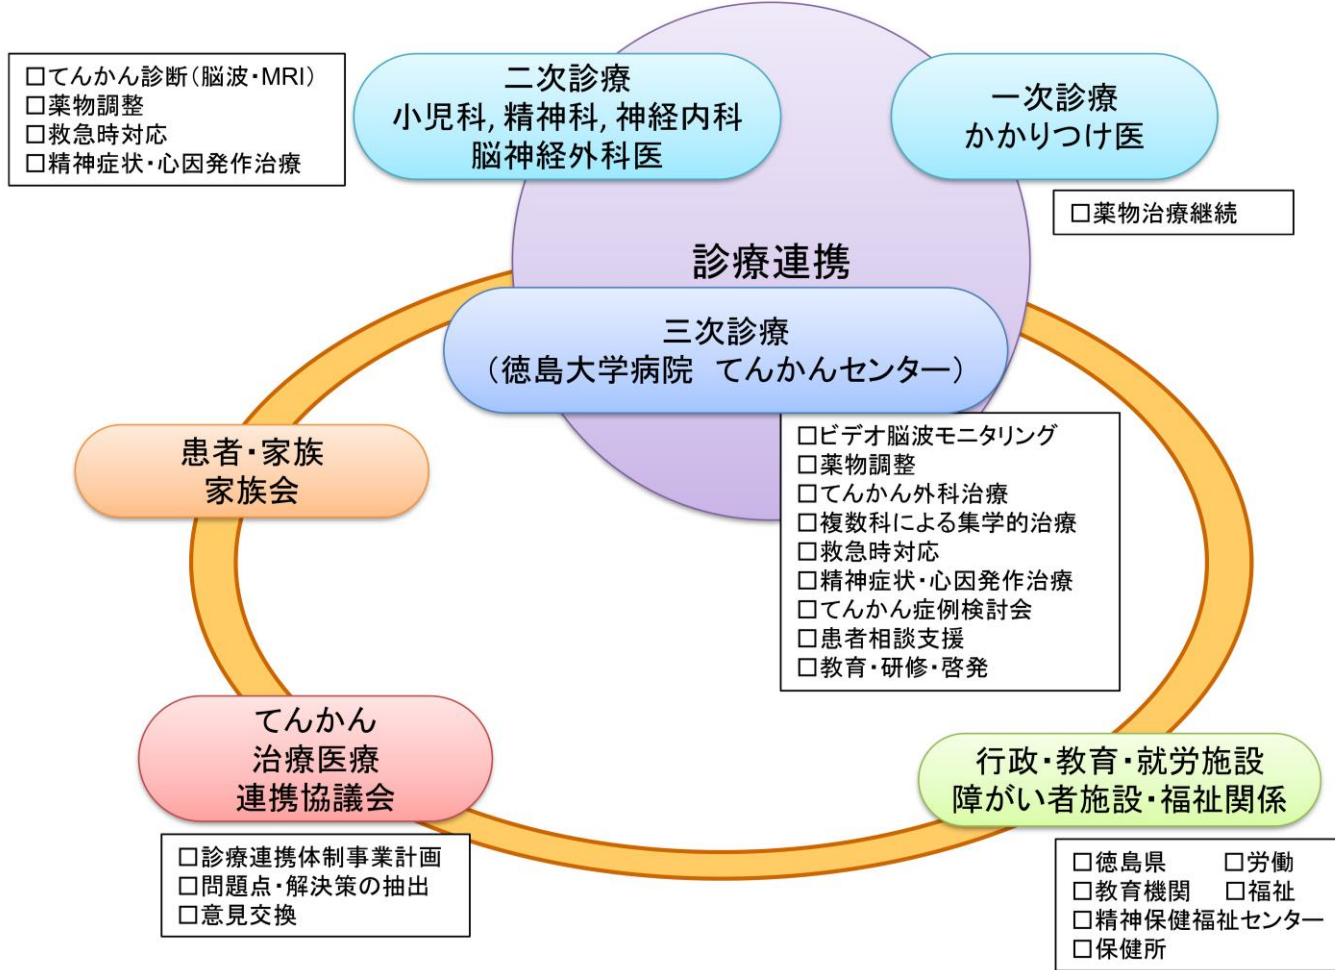 □てんかん診断(脳波・MRI)
□薬物調整
□救急時対応
□精神症状・心因発作治療
二次診療
小児科, 精神科, 神経内科
脳神経外科医
一次診療
かかりつけ医
□薬物治療継続
診療連携
三次診療
（徳島大学病院　てんかんセンター）
□ビデオ脳波モニタリング
□薬物調整
□てんかん外科治療
□複数科による集学的治療
□救急時対応
□精神症状・心因発作治療
□てんかん症例検討会
□患者相談支援
□教育・研修・啓発
患者・家族
家族会
てんかん
治療医療
連携協議会
□診療連携体制事業計画
□問題点・解決策の抽出
□意見交換
行政・教育・就労施設
障がい者施設・福祉関係
□徳島県　□労働
□教育機関　□福祉
□精神保健福祉センター
□保健所